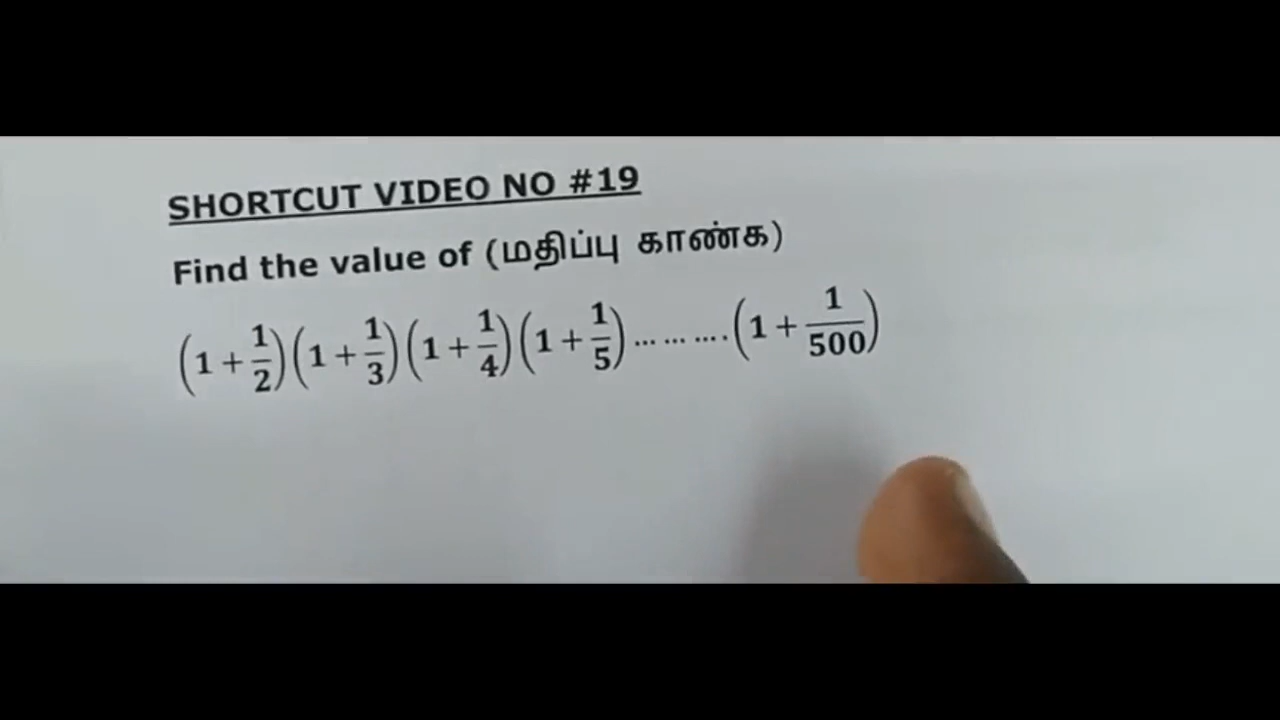 SHORTCUT VIDEO NO #19
Find the value of (மதிப்பு காண்க)
(1 + 1/2)(1 + 1/3)(1 + 1/4)(1 + 1/5) ... ... ... .(1 + 1/500)